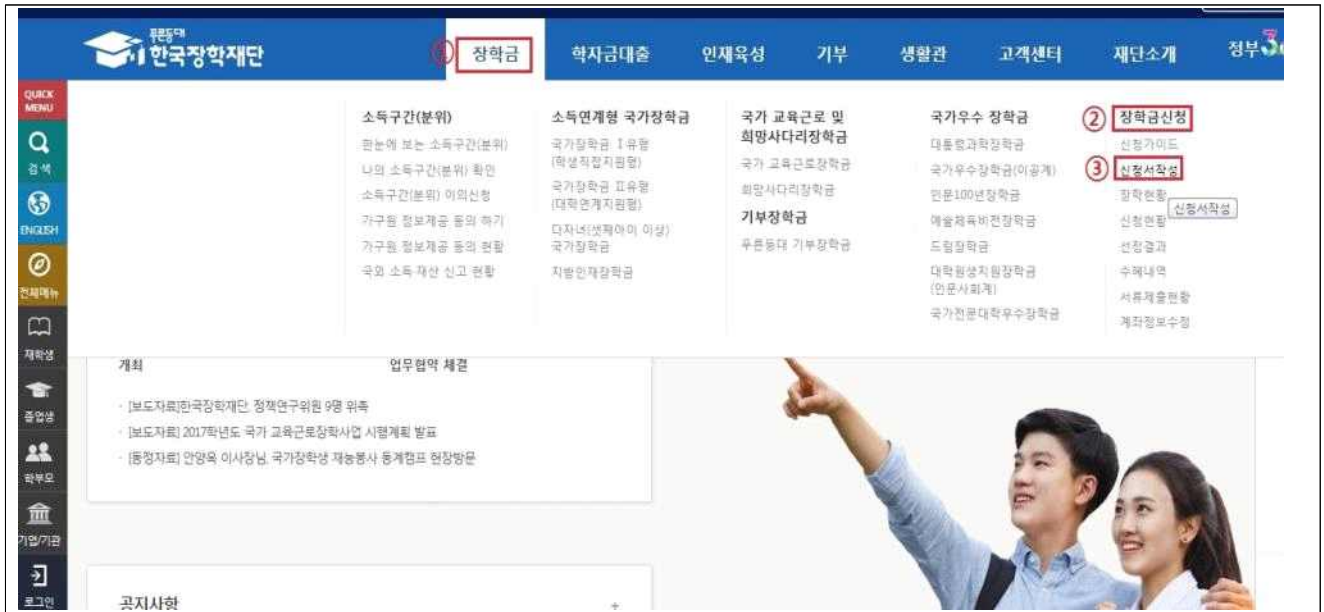 푸른등대
한국장학재단
① 장학금
학자금대출
인재육성
기부
생활관
고객센터
재단소개
정부3
QUICK
MENU
검색
ENGLISH
전체메뉴
재학생
졸업생
학부모
기업/기관
로그인
소득구간(분위)
한눈에 보는 소득구간(분위)
나의 소득구간(분위) 확인
소득구간(분위) 이의신청
가구원 정보제공 동의 하기
가구원 정보제공 동의 현황
국외 소득·재산 신고 현황
소득연계형 국가장학금
국가장학금 I유형
(학생직접지원형)
국가장학금 II유형
(대학연계지원형)
다자녀(셋째아이 이상)
국가장학금
지방인재장학금
국가 교육근로 및
희망사다리장학금
국가 교육근로장학금
희망사다리장학금
기부장학금
푸른등대 기부장학금
국가우수 장학금
대통령과학장학금
국가우수장학금(이공계)
인문100년장학금
예술체육비전장학금
드림장학금
대학원생지원장학금
(인문사회계)
국가전문대학우수장학금
② 장학금신청
신청가이드
③ 신청서작성
장학현황
신청서작성
신청현황
선정결과
수혜내역
서류제출현황
계좌정보수정
개최
업무협약 체결
· [보도자료]한국장학재단, 정책연구위원 9명 위촉
· [보도자료] 2017학년도 국가 교육근로장학사업 시행계획 발표
· [동정자료] 안양옥 이사장님, 국가장학생 재능봉사 동계캠프 현장방문
공지사항
+